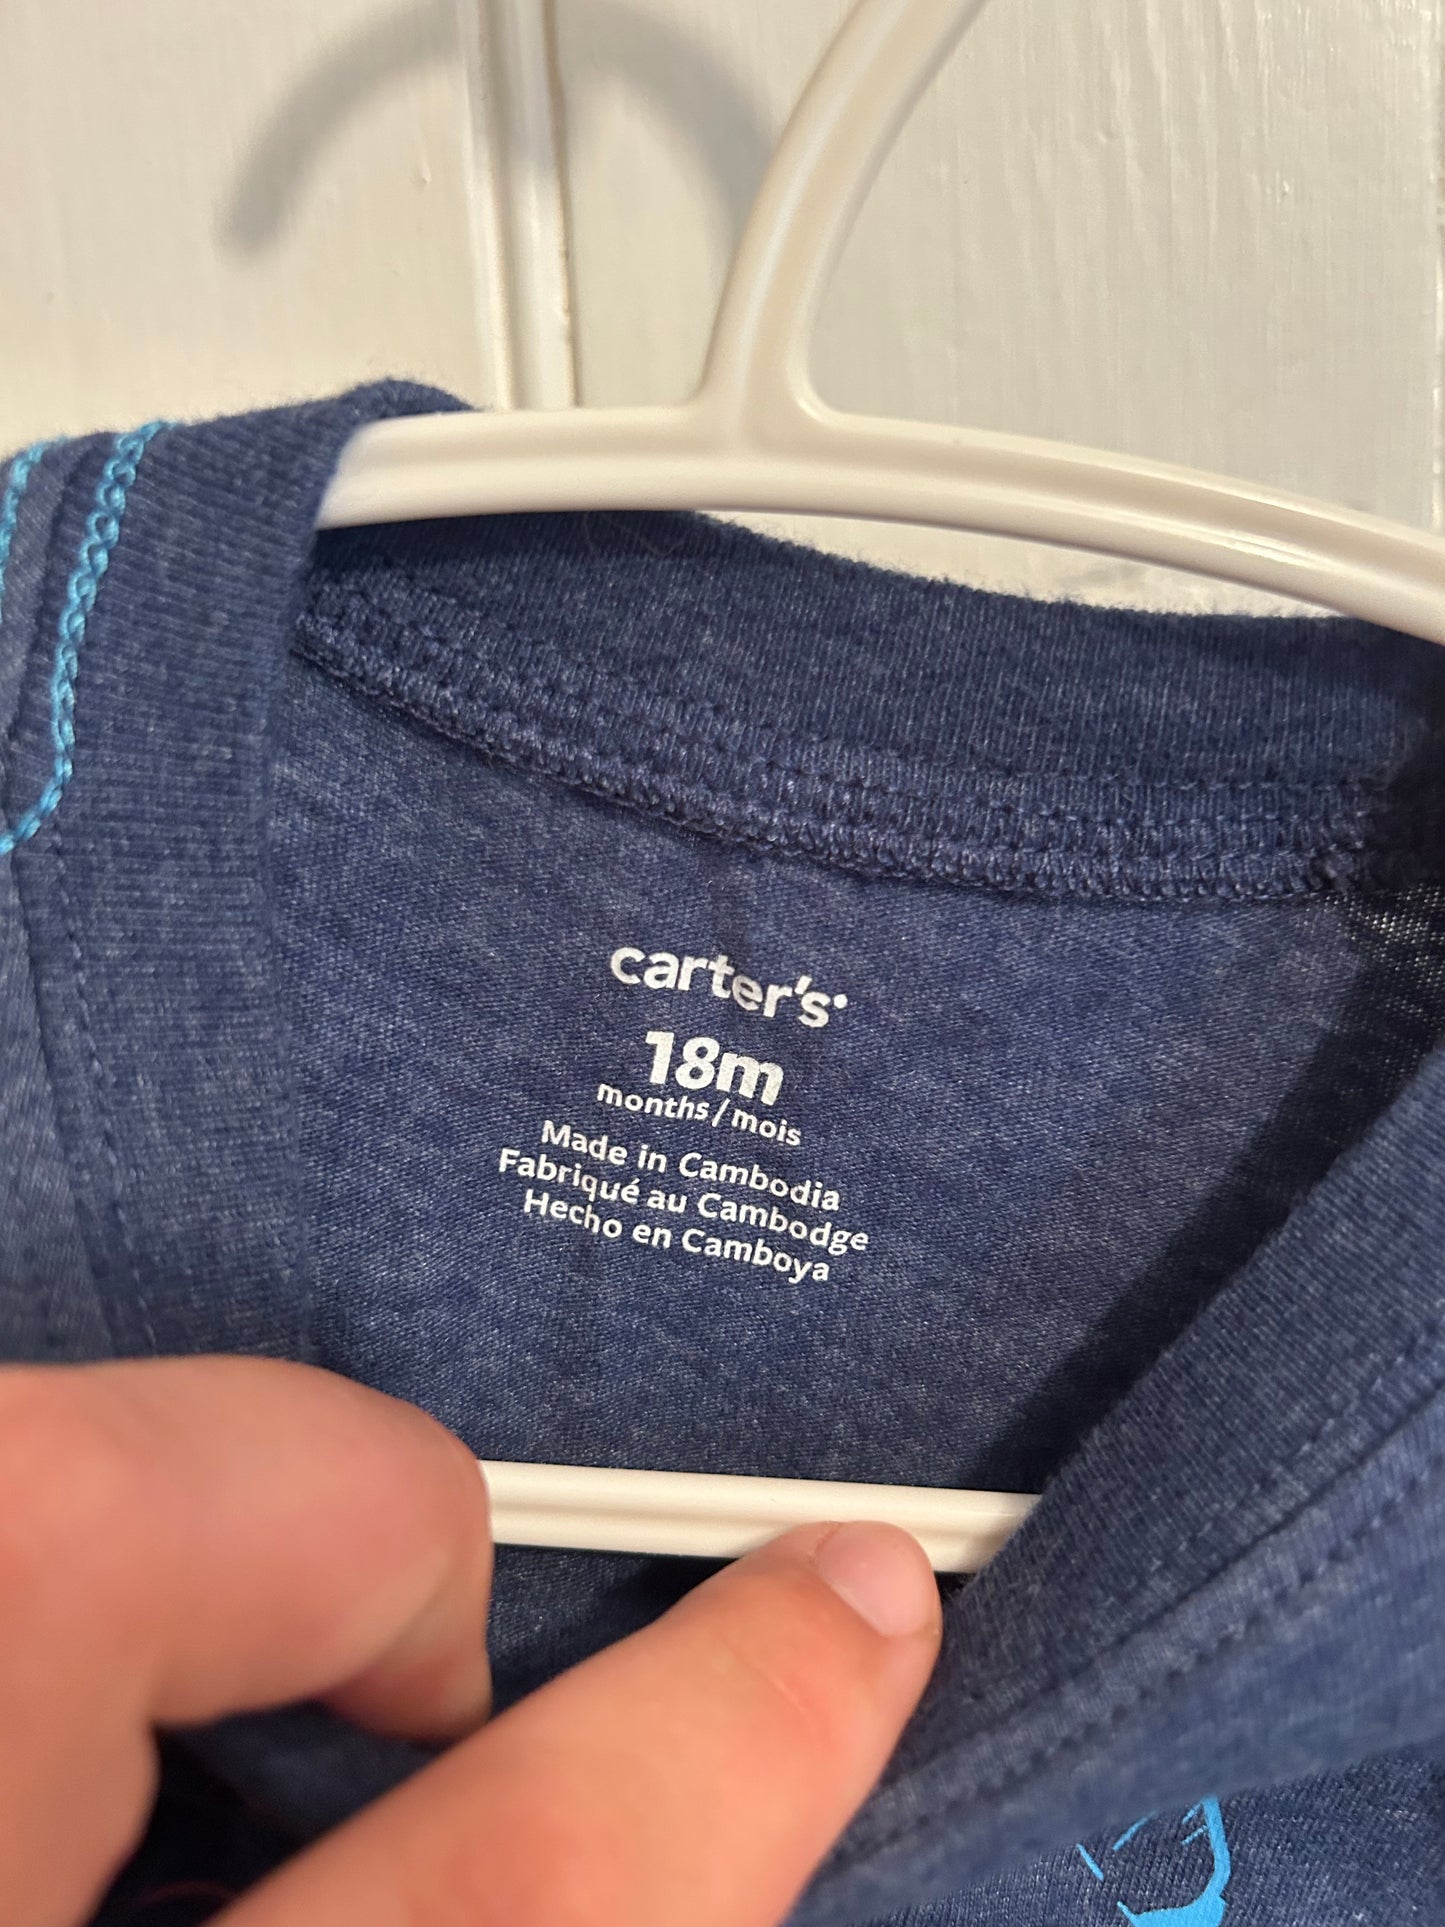 carter's
18m
months/mois
Made in Cambodia
Fabriqué au Cambodge
Hecho en Camboya